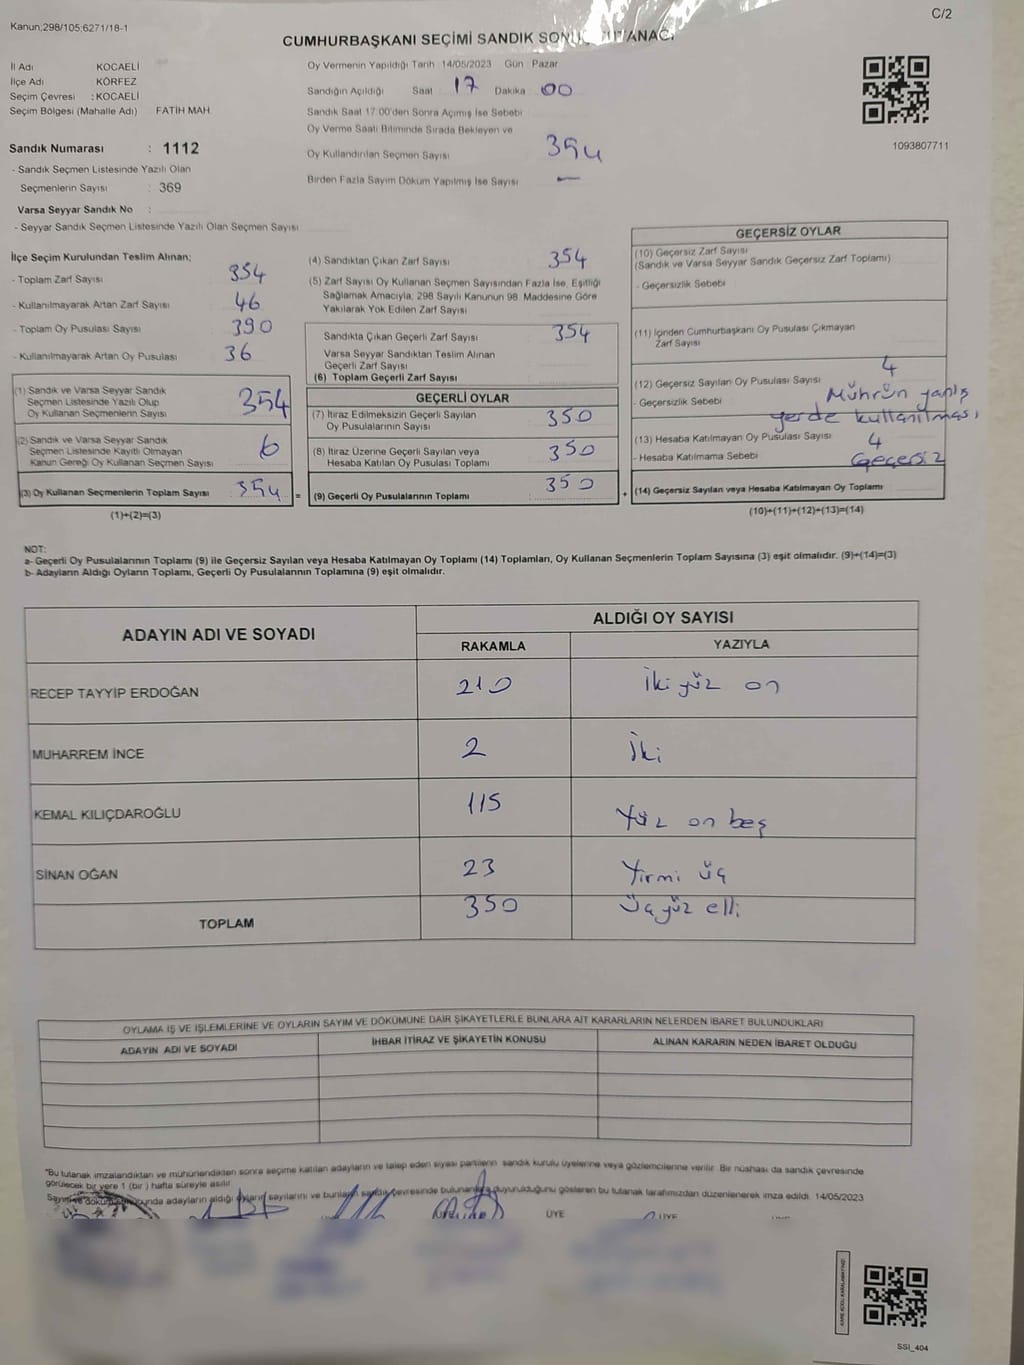 Kanun;298/105;6271/18-1
C/2
CUMHURBAŞKANI SEÇİMİ SANDIK
İl Adı KOCAELİ
İlçe Adı KÖRFEZ
Seçim Çevresi : KOCAELİ
Seçim Bölgesi (Mahalle Adı) FATİH MAH.
Sandık Numarası : 1112
- Sandık Seçmen Listesinde Yazılı Olan
Seçmenlerin Sayısı : 369
Varsa Seyyar Sandık No :
- Seyyar Sandık Seçmen Listesinde Yazılı Olan Seçmen Sayısı
Oy Vermenin Yapıldığı Tarih 14/05/2023 Gün Pazar
Sandığın Açıldığı Saat 17 Dakika 00
Sandık Saat 17:00'den Sonra Açımış İse Sebebi
Oy Verme Saati Bitiminde Sırada Bekleyen ve
Oy Kullandırılan Seçmen Sayısı 354
Birden Fazla Sayım Döküm Yapılmış İse Sayısı —
1093807711
İlçe Seçim Kurulundan Teslim Alınan;
- Toplam Zarf Sayısı 354
- Kullanılmayarak Artan Zarf Sayısı 46
- Toplam Oy Pusulası Sayısı 390
- Kullanılmayarak Artan Oy Pusulası 36
(1) Sandık ve Varsa Seyyar Sandık
Seçmen Listesinde Yazılı Olup
Oy Kullanan Seçmenlerin Sayısı 354
(2) Sandık ve Varsa Seyyar Sandık
Seçmen Listesinde Kayıtlı Olmayan
Kanun Gereği Oy Kullanan Seçmen Sayısı
(3) Oy Kullanan Seçmenlerin Toplam Sayısı 354 =
(1)+(2)=(3)
(4) Sandıktan Çıkan Zarf Sayısı 354
(5) Zarf Sayısı Oy Kullanan Seçmen Sayısından Fazla İse, Eşitliği
Sağlamak Amacıyla, 298 Sayılı Kanunun 98. Maddesine Göre
Yakılarak Yok Edilen Zarf Sayısı
Sandıkta Çıkan Geçerli Zarf Sayısı 354
Varsa Seyyar Sandıktan Teslim Alınan
Geçerli Zarf Sayısı
(6) Toplam Geçerli Zarf Sayısı
GEÇERLİ OYLAR
(7) İtiraz Edilmeksizin Geçerli Sayılan
Oy Pusulalarının Sayısı 350
(8) İtiraz Üzerine Geçerli Sayılan veya
Hesaba Katılan Oy Pusulası Toplamı 350
(9) Geçerli Oy Pusulalarının Toplamı 350 +
GEÇERSİZ OYLAR
(10) Geçersiz Zarf Sayısı
(Sandık ve Varsa Seyyar Sandık Geçersiz Zarf Toplamı)
- Geçersizlik Sebebi
(11) İçinden Cumhurbaşkanı Oy Pusulası Çıkmayan
Zarf Sayısı
(12) Geçersiz Sayılan Oy Pusulası Sayısı 4
- Geçersizlik Sebebi Mührün yanlış
yerde kullanılması
(13) Hesaba Katılmayan Oy Pusulası Sayısı 4
- Hesaba Katılmama Sebebi Geçersiz
(14) Geçersiz Sayılan veya Hesaba Katılmayan Oy Toplamı
(10)+(11)+(12)+(13)=(14)
NOT:
a- Geçerli Oy Pusulalarının Toplamı (9) ile Geçersiz Sayılan veya Hesaba Katılmayan Oy Toplamı (14) Toplamları, Oy Kullanan Seçmenlerin Toplam Sayısına (3) eşit olmalıdır. (9)+(14)=(3)
b- Adayların Aldığı Oyların Toplamı, Geçerli Oy Pusulalarının Toplamına (9) eşit olmalıdır.
ADAYIN ADI VE SOYADI
ALDIĞI OY SAYISI
RAKAMLA YAZIYLA
RECEP TAYYİP ERDOĞAN 210 İki yüz on
MUHARREM İNCE 2 İki
KEMAL KILIÇDAROĞLU 115 Yüz on beş
SİNAN OĞAN 23 Yirmi üç
TOPLAM 350 Üç yüz elli
OYLAMA İŞ VE İŞLEMLERİNE VE OYLARIN SAYIM VE DÖKÜMÜNE DAİR ŞİKAYETLERLE BUNLARA AİT KARARLARIN NELERDEN İBARET BULUNDUKLARI
ADAYIN ADI VE SOYADI İHBAR İTİRAZ VE ŞİKAYETİN KONUSU ALINAN KARARIN NEDEN İBARET OLDUĞU
*Bu tutanak imzalandıktan ve mühürlendikten sonra seçime katılan adayların ve talep eden siyasi partilerin sandık kurulu üyelerine veya gözlemcilerine verilir. Bir nüshası da sandık çevresinde
görülecek bir yere 1 (bir ) hafta süreyle asılır.
adayların aldığı oyların sayılarını ve bunların sandık çevresinde bulunanlara duyurulduğunu gösteren bu tutanak tarafımızdan düzenlenerek imza edildi. 14/05/2023
ÜYE
SSI_404